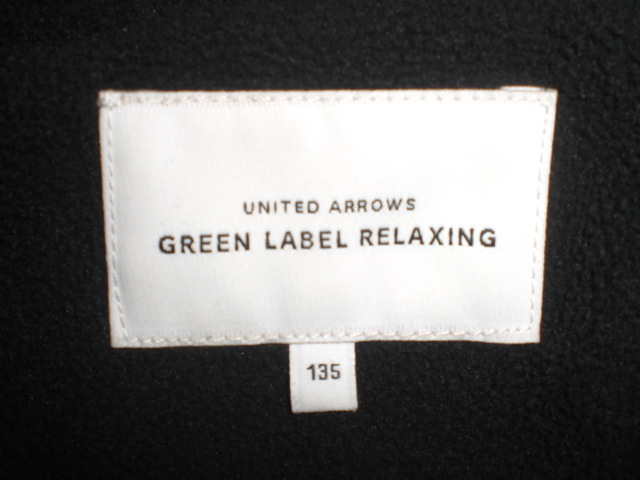 UNITED ARROWS
GREEN LABEL RELAXING
135